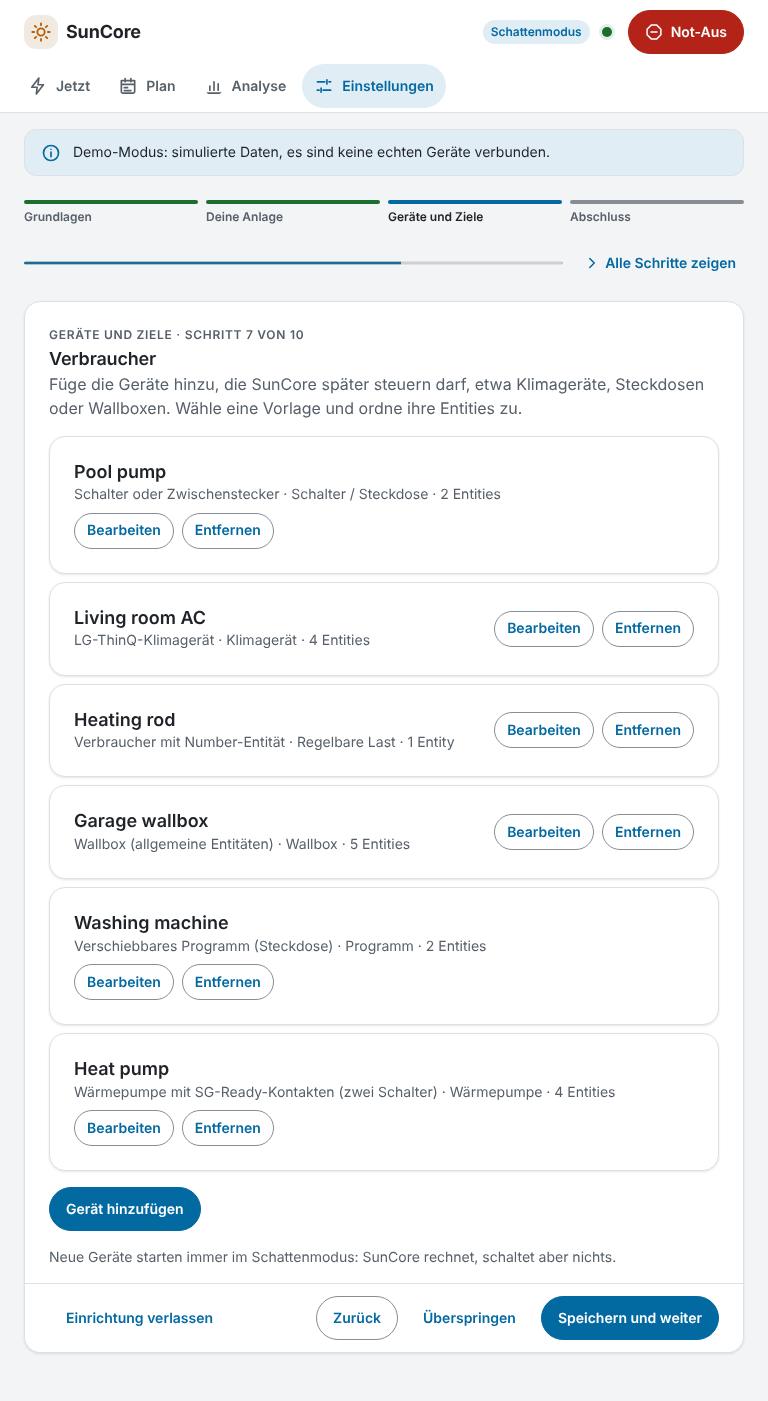 SunCore
Schattenmodus
Not-Aus
Jetzt
Plan
Analyse
Einstellungen
Demo-Modus: simulierte Daten, es sind keine echten Geräte verbunden.
Grundlagen
Deine Anlage
Geräte und Ziele
Abschluss
Alle Schritte zeigen
GERÄTE UND ZIELE · SCHRITT 7 VON 10
Verbraucher
Füge die Geräte hinzu, die SunCore später steuern darf, etwa Klimageräte, Steckdosen
oder Wallboxen. Wähle eine Vorlage und ordne ihre Entities zu.
Pool pump
Schalter oder Zwischenstecker · Schalter / Steckdose · 2 Entities
Bearbeiten
Entfernen
Living room AC
LG-ThinQ-Klimagerät · Klimagerät · 4 Entities
Bearbeiten
Entfernen
Heating rod
Verbraucher mit Number-Entität · Regelbare Last · 1 Entity
Bearbeiten
Entfernen
Garage wallbox
Wallbox (allgemeine Entitäten) · Wallbox · 5 Entities
Bearbeiten
Entfernen
Washing machine
Verschiebbares Programm (Steckdose) · Programm · 2 Entities
Bearbeiten
Entfernen
Heat pump
Wärmepumpe mit SG-Ready-Kontakten (zwei Schalter) · Wärmepumpe · 4 Entities
Bearbeiten
Entfernen
Gerät hinzufügen
Neue Geräte starten immer im Schattenmodus: SunCore rechnet, schaltet aber nichts.
Einrichtung verlassen
Zurück
Überspringen
Speichern und weiter